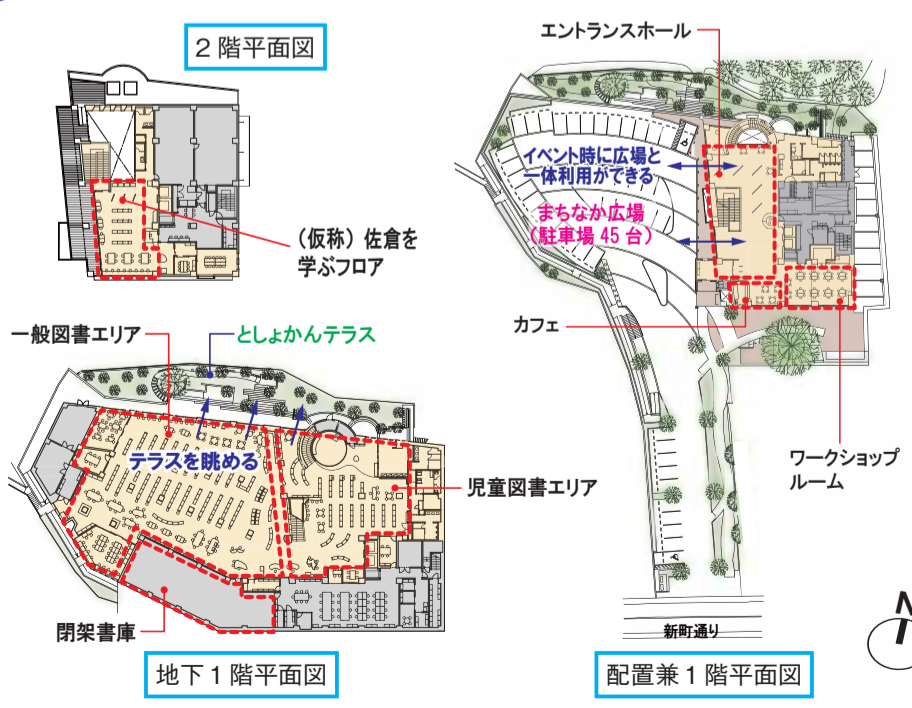 2階平面図
(仮称)佐倉を
学ぶフロア
エントランスホール
イベント時に広場と
一体利用ができる
まちなか広場
(駐車場45台)
カフェ
ワークショップ
ルーム
新町通り
N
配置兼1階平面図
一般図書エリア
としょかんテラス
テラスを眺める
児童図書エリア
閉架書庫
地下1階平面図